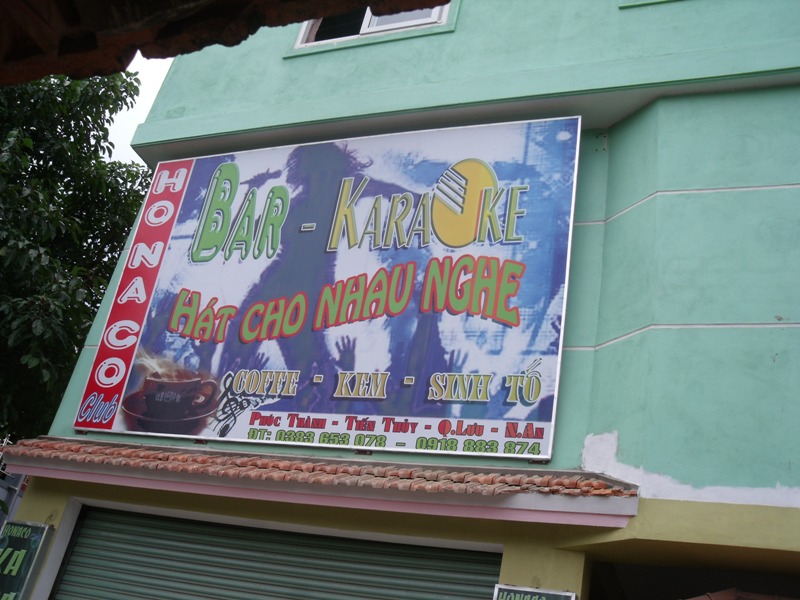 HONACO
Club
BAR - KARAOKE
HÁT CHO NHAU NGHE
COFFE - KEM - SINH TỐ
PHÚC THÀNH - TIẾN THỦY - Q.LƯU - N.AN
ĐT: 0383 653 078 - 0918 883 874
HONACO